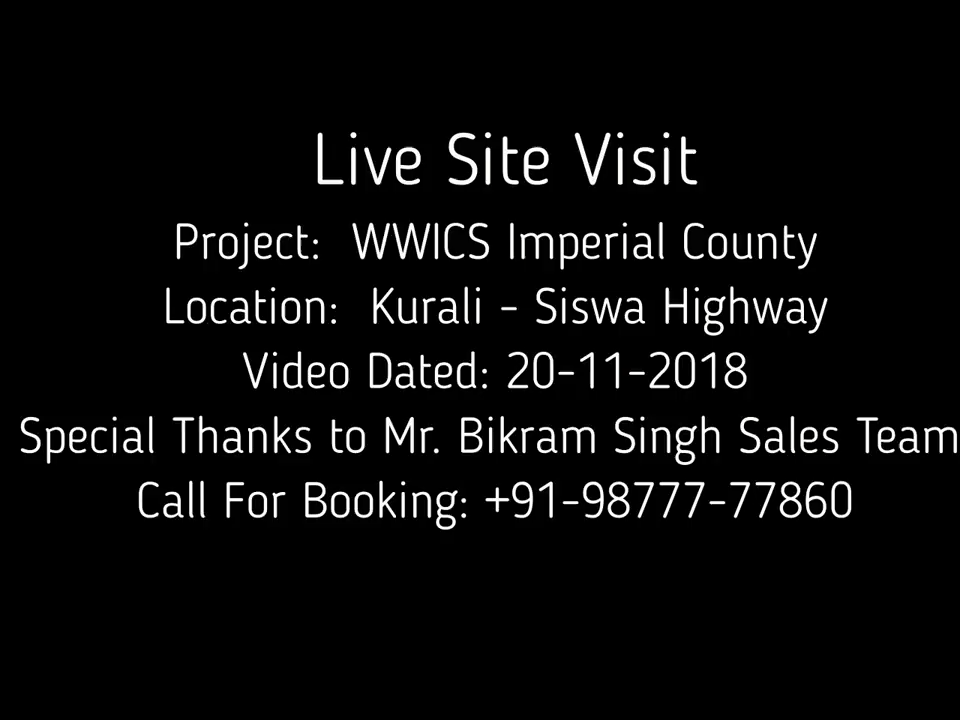 Live Site Visit
Project:  WWICS Imperial County
Location:  Kurali - Siswa Highway
Video Dated: 20-11-2018
Special Thanks to Mr. Bikram Singh Sales Team
Call For Booking: +91-98777-77860